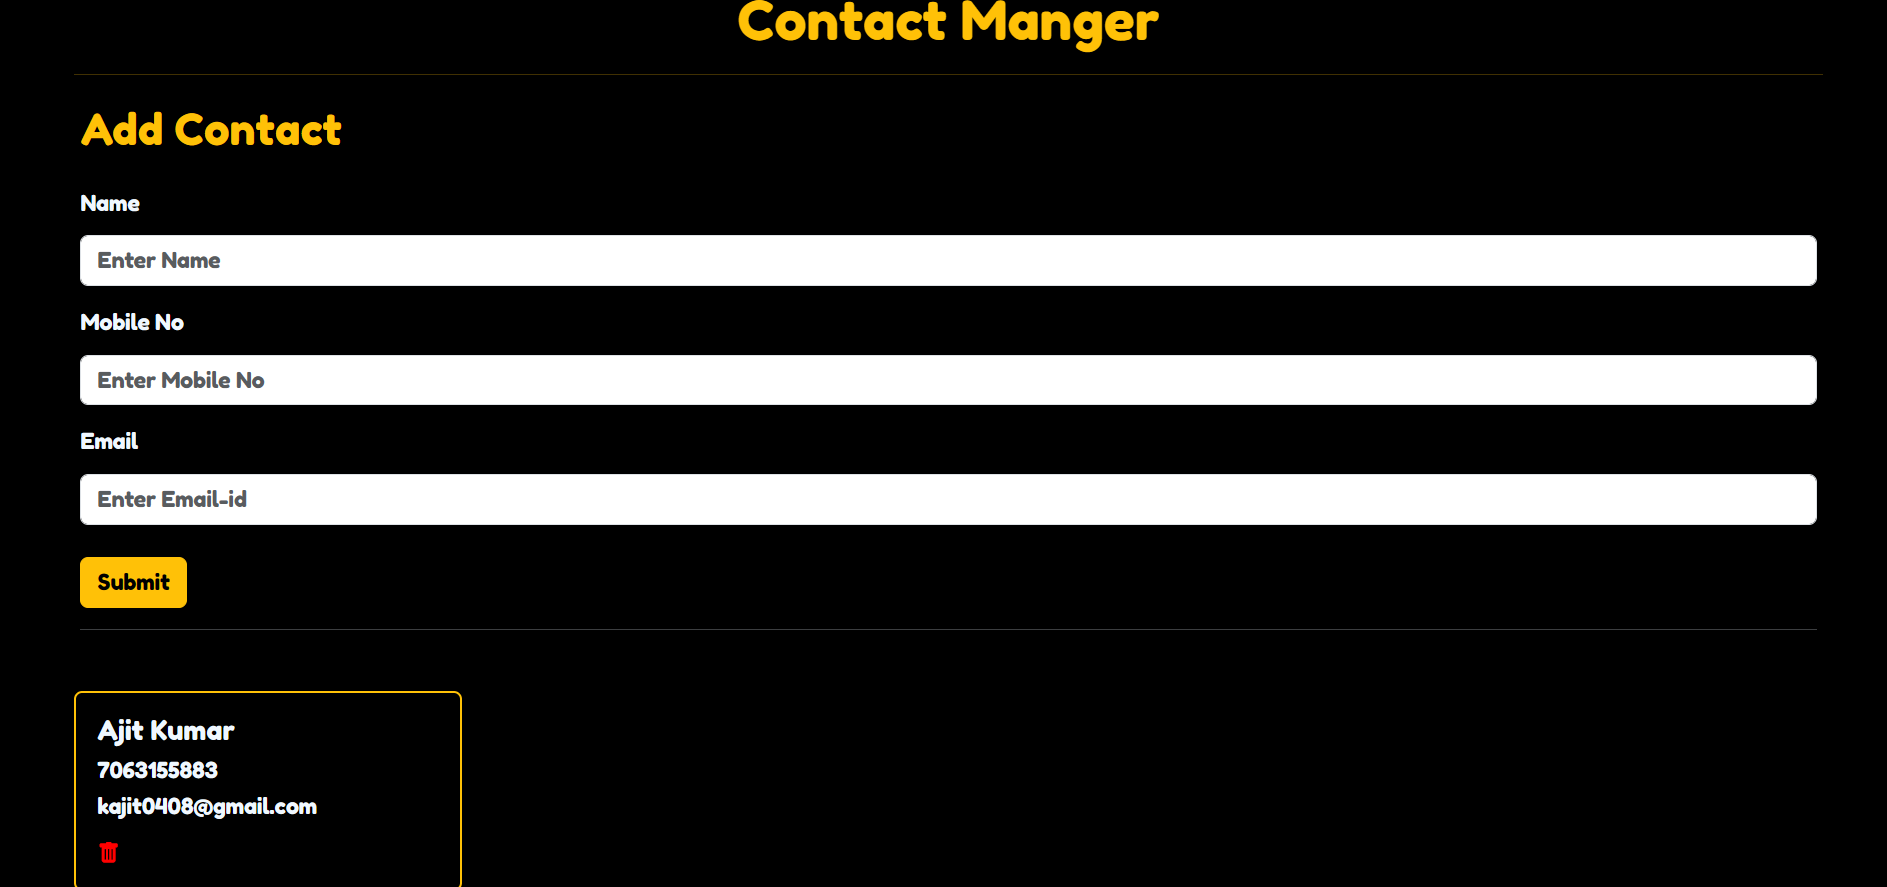 Contact Manger
Add Contact
Name
Enter Name
Mobile No
Enter Mobile No
Email
Enter Email-id
Submit
Ajit Kumar
7063155883
kajit0408@gmail.com